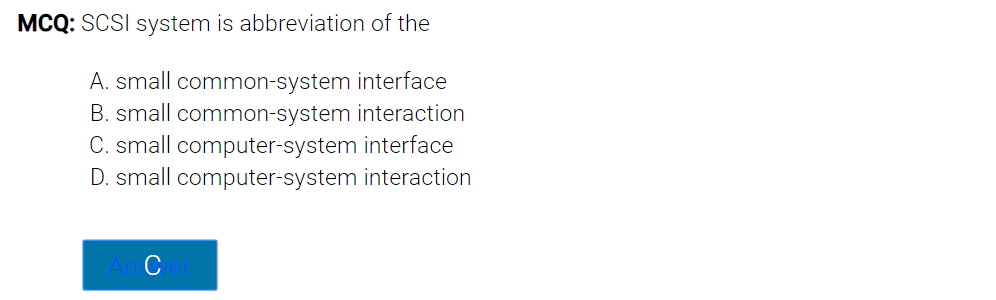 MCQ: SCSI system is abbreviation of the
A. small common-system interface
B. small common-system interaction
C. small computer-system interface
D. small computer-system interaction
Answer
C